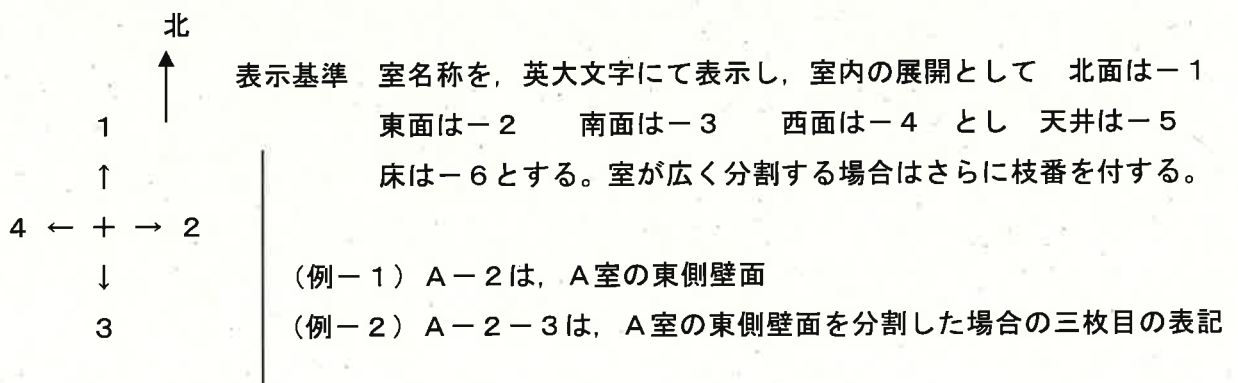 北
表示基準　室名称を，英大文字にて表示し，室内の展開として　北面は－１
東面は－２　　南面は－３　　西面は－４　とし　天井は－５
床は－６とする。室が広く分割する場合はさらに枝番を付する。
1
↑
4 ← ＋ → 2
↓
3
（例－１）Ａ－２は，Ａ室の東側壁面
（例－２）Ａ－２－３は，Ａ室の東側壁面を分割した場合の三枚目の表記